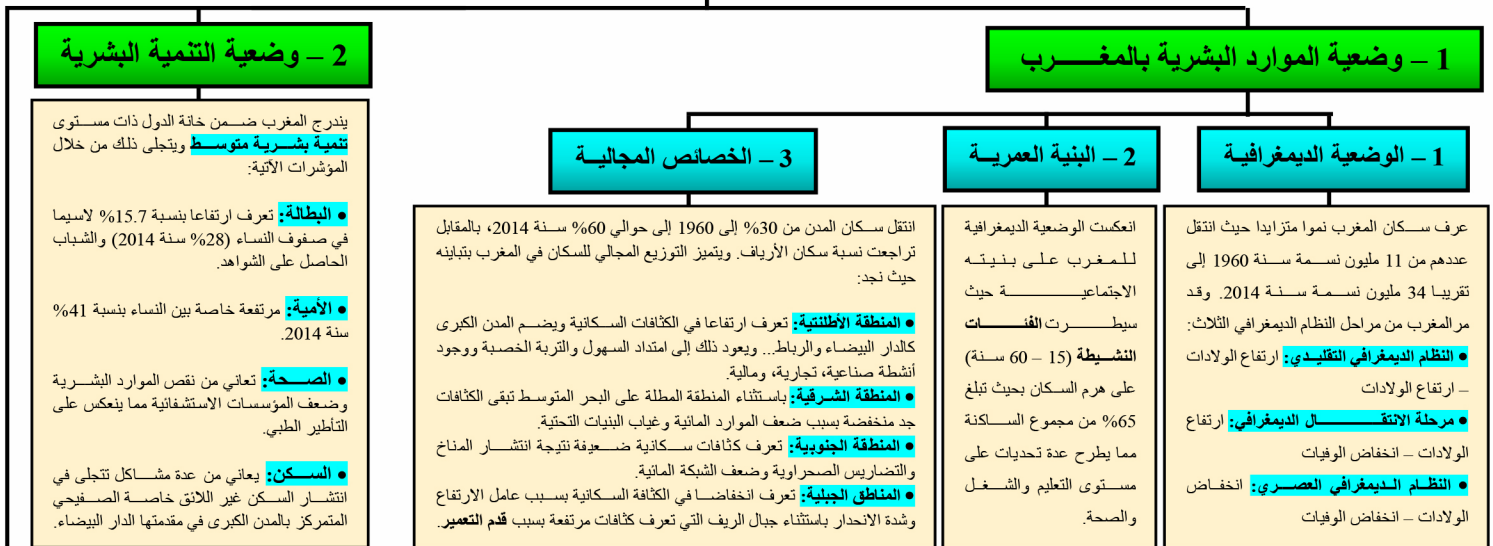 1 – وضعية الموارد البشرية بالمغرب
1 – الوضعية الديمغرافية
عرف سكان المغرب نموا متزايدا حيث انتقل
عددهم من 11 مليون نسمة سنة 1960 إلى
تقريبا 34 مليون نسمة سنة 2014. وقد
مرالمغرب من مراحل النظام الديمغرافي الثلاث:
● النظام الديمغرافي التقليدي: ارتفاع الولادات
– ارتفاع الولادات
● مرحلة الانتقال الديمغرافي: ارتفاع
الولادات – انخفاض الوفيات
● النظام الديمغرافي العصري: انخفاض
الولادات – انخفاض الوفيات
2 – البنية العمرية
انعكست الوضعية الديمغرافية
للمغرب على بنيته
الاجتماعية حيث
سيطرت الفئات
النشيطة (15 – 60 سنة)
على هرم السكان بحيث تبلغ
65% من مجموع الساكنة
مما يطرح عدة تحديات على
مستوى التعليم والشغل
والصحة.
3 – الخصائص المجالية
انتقل سكان المدن من 30% إلى 1960 إلى حوالي 60% سنة 2014، بالمقابل
تراجعت نسبة سكان الأرياف. ويتميز التوزيع المجالي للسكان في المغرب بتباينه
حيث نجد:
● المنطقة الأطلنتية: تعرف ارتفاعا في الكثافات السكانية ويضم المدن الكبرى
كالدار البيضاء والرباط... ويعود ذلك إلى امتداد السهول والتربة الخصبة ووجود
أنشطة صناعية، تجارية، ومالية.
● المنطقة الشرقية: باستثناء المنطقة المطلة على البحر المتوسط تبقى الكثافات
جد منخفضة بسبب ضعف الموارد المائية وغياب البنيات التحتية.
● المنطقة الجنوبية: تعرف كثافات سكانية ضعيفة نتيجة انتشار المناخ
والتضاريس الصحراوية وضعف الشبكة المائية.
● المناطق الجبلية: تعرف انخفاضا في الكثافة السكانية بسبب عامل الارتفاع
وشدة الانحدار باستثناء جبال الريف التي تعرف كثافات مرتفعة بسبب قدم التعمير.
2 – وضعية التنمية البشرية
يندرج المغرب ضمن خانة الدول ذات مستوى
تنمية بشرية متوسط ويتجلى ذلك من خلال
المؤشرات الآتية:
● البطالة: تعرف ارتفاعا بنسبة 15.7% لاسيما
في صفوف النساء (28% سنة 2014) والشباب
الحاصل على الشواهد.
● الأمية: مرتفعة خاصة بين النساء بنسبة 41%
سنة 2014.
● الصحة: تعاني من نقص الموارد البشرية
وضعف المؤسسات الاستشفائية مما ينعكس على
التأطير الطبي.
● السكن: يعاني من عدة مشاكل تتجلى في
انتشار السكن غير اللائق خاصة الصفيحي
المتمركز بالمدن الكبرى في مقدمتها الدار البيضاء.